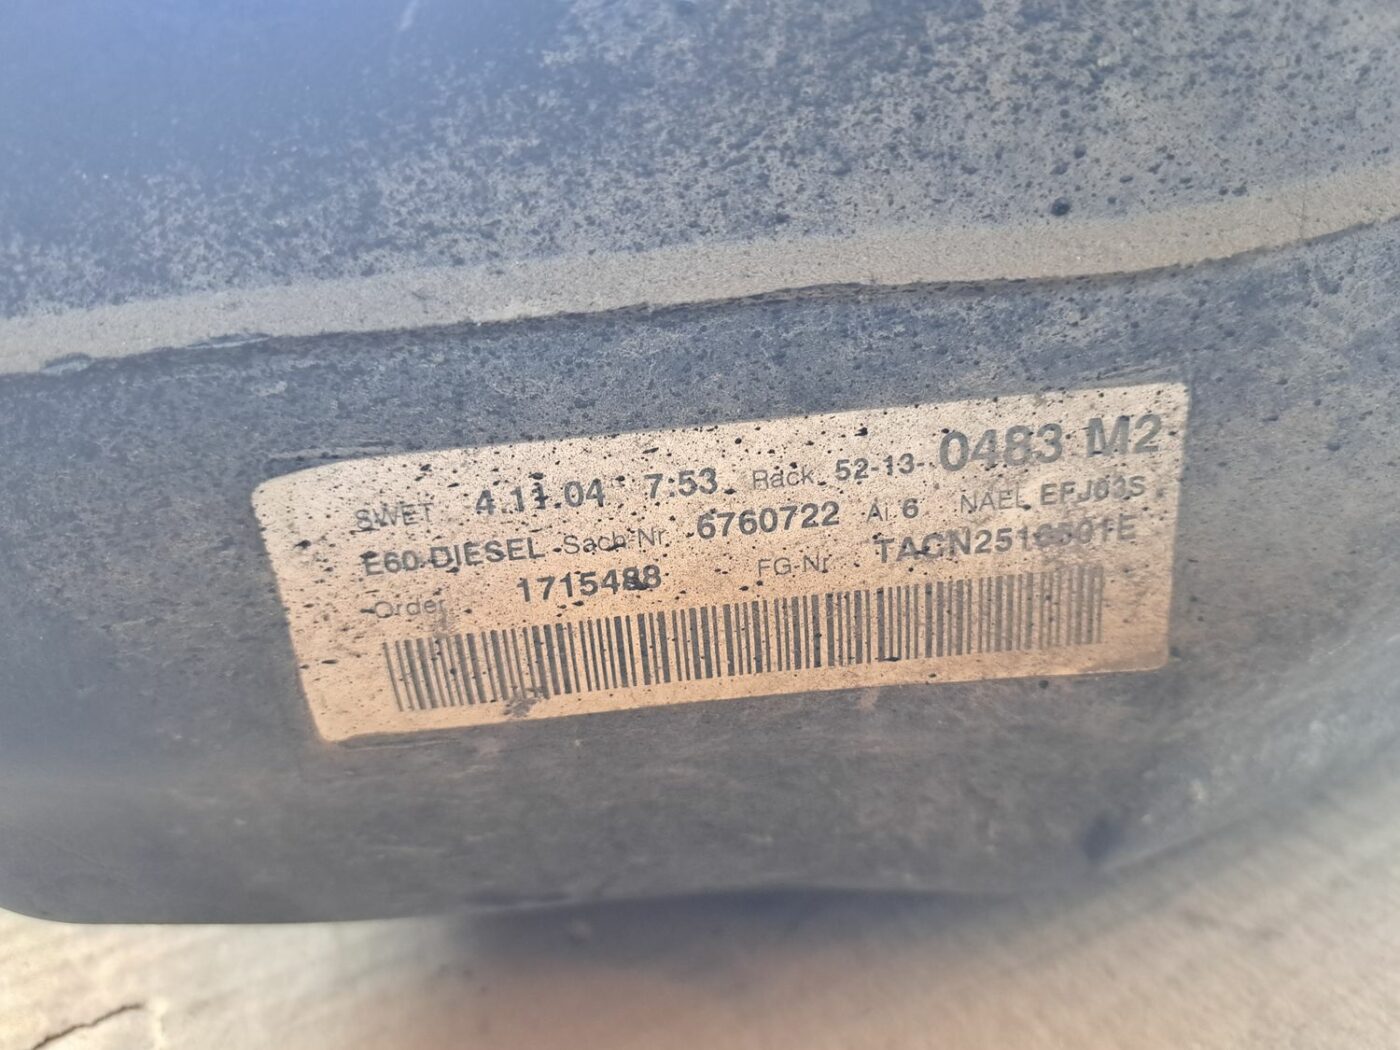 SWET 4.11.04 7:53 Rack 52-13- 0483 M2
E60-DIESEL Sach-Nr. 6760722 AI 6 NAEL EFJ03S
Order 1715488 FG-Nr